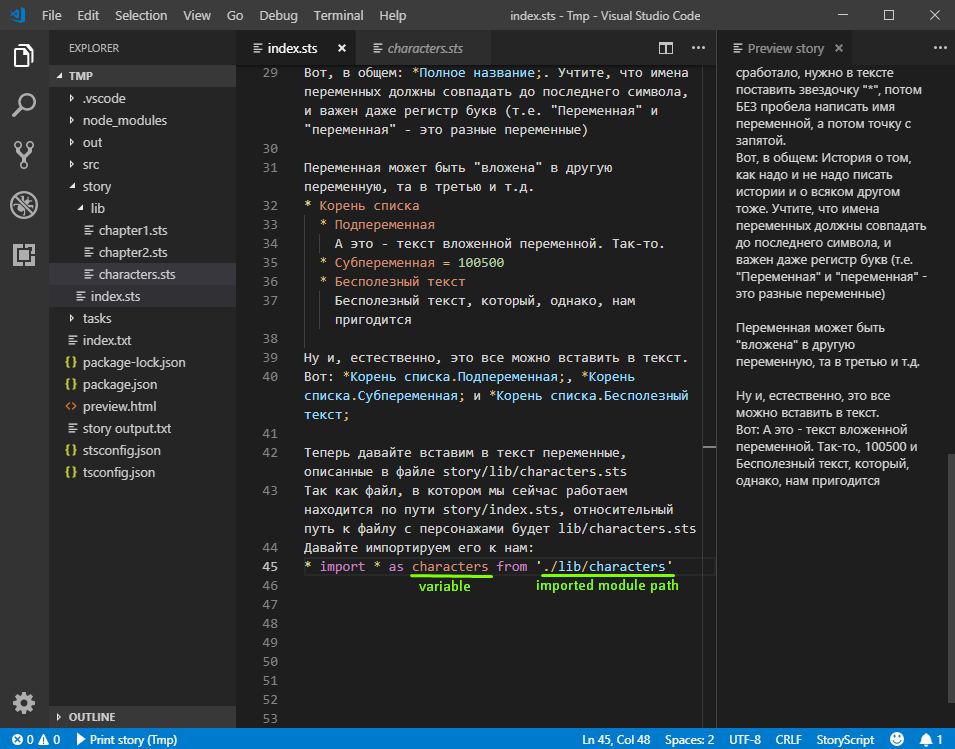 File Edit Selection View Go Debug Terminal Help index.sts - Tmp - Visual Studio Code
EXPLORER
TMP
.vscode
node_modules
out
src
story
lib
chapter1.sts
chapter2.sts
characters.sts
index.sts
tasks
index.txt
{} package-lock.json
{} package.json
<> preview.html
story output.txt
{} stsconfig.json
{} tsconfig.json
OUTLINE
index.sts × characters.sts
29 Вот, в общем: *Полное название;. Учтите, что имена
переменных должны совпадать до последнего символа,
и важен даже регистр букв (т.е. "Переменная" и
"переменная" - это разные переменные)
30
31 Переменная может быть "вложена" в другую
переменную, та в третью и т.д.
32 * Корень списка
33 * Подпеременная
34 А это - текст вложенной переменной. Так-то.
35 * Субпеременная = 100500
36 * Бесполезный текст
37 Бесполезный текст, который, однако, нам
пригодится
38
39 Ну и, естественно, это все можно вставить в текст.
40 Вот: *Корень списка.Подпеременная;, *Корень
списка.Субпеременная; и *Корень списка.Бесполезный
текст;
41
42 Теперь давайте вставим в текст переменные,
описанные в файле story/lib/characters.sts
43 Так как файл, в котором мы сейчас работаем
находится по пути story/index.sts, относительный
путь к файлу с персонажами будет lib/characters.sts
44 Давайте импортируем его к нам:
45 * import * as characters from './lib/characters'
46 variable imported module path
47
48
49
50
51
52
53
Preview story ×
сработало, нужно в тексте
поставить звездочку "*", потом
БЕЗ пробела написать имя
переменной, а потом точку с
запятой.
Вот, в общем: История о том,
как надо и не надо писать
истории и о всяком другом
тоже. Учтите, что имена
переменных должны совпадать
до последнего символа, и
важен даже регистр букв (т.е.
"Переменная" и "переменная" -
это разные переменные)
Переменная может быть
"вложена" в другую
переменную, та в третью и т.д.
Ну и, естественно, это все
можно вставить в текст.
Вот: А это - текст вложенной
переменной. Так-то., 100500 и
Бесполезный текст, который,
однако, нам пригодится
0 0 Print story (Tmp) Ln 45, Col 48 Spaces: 2 UTF-8 CRLF StoryScript 1